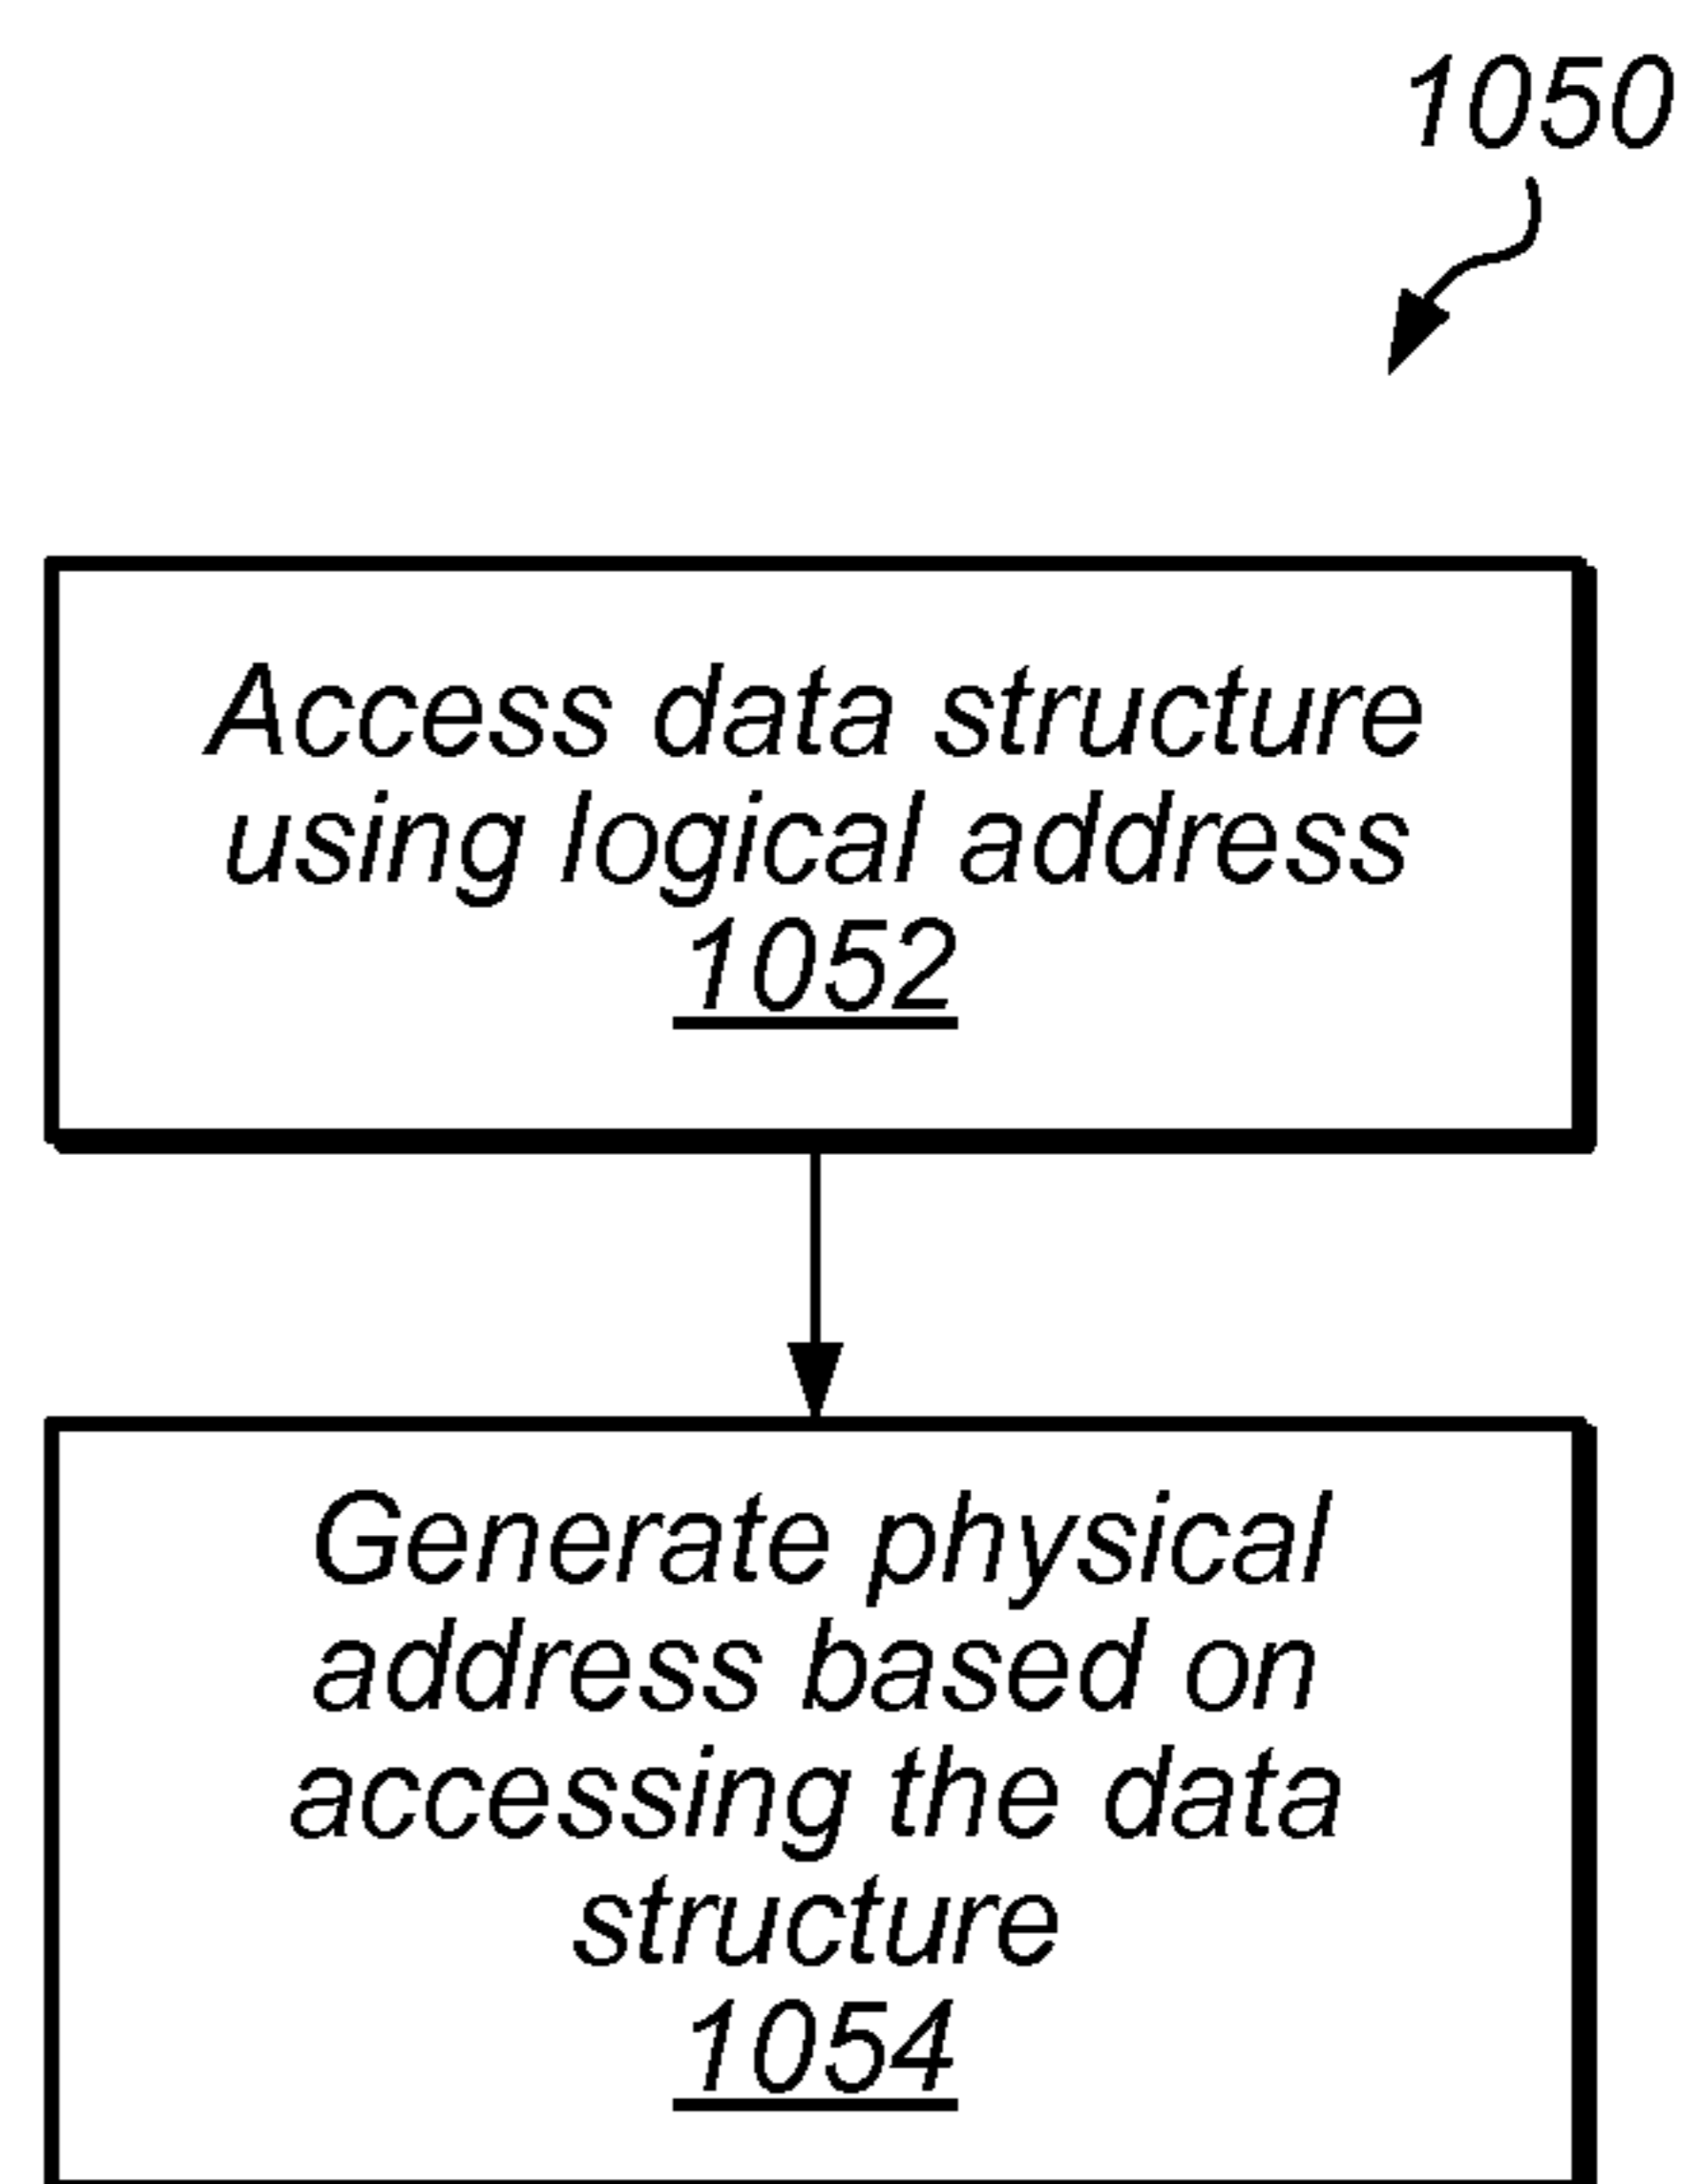 1050
Access data structure
using logical address
1052
Generate physical
address based on
accessing the data
structure
1054